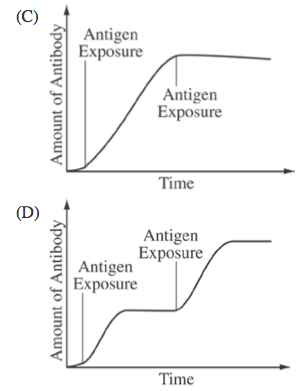 (C)
Amount of Antibody
Antigen
Exposure
Antigen
Exposure
Time
(D)
Amount of Antibody
Antigen
Exposure
Antigen
Exposure
Time